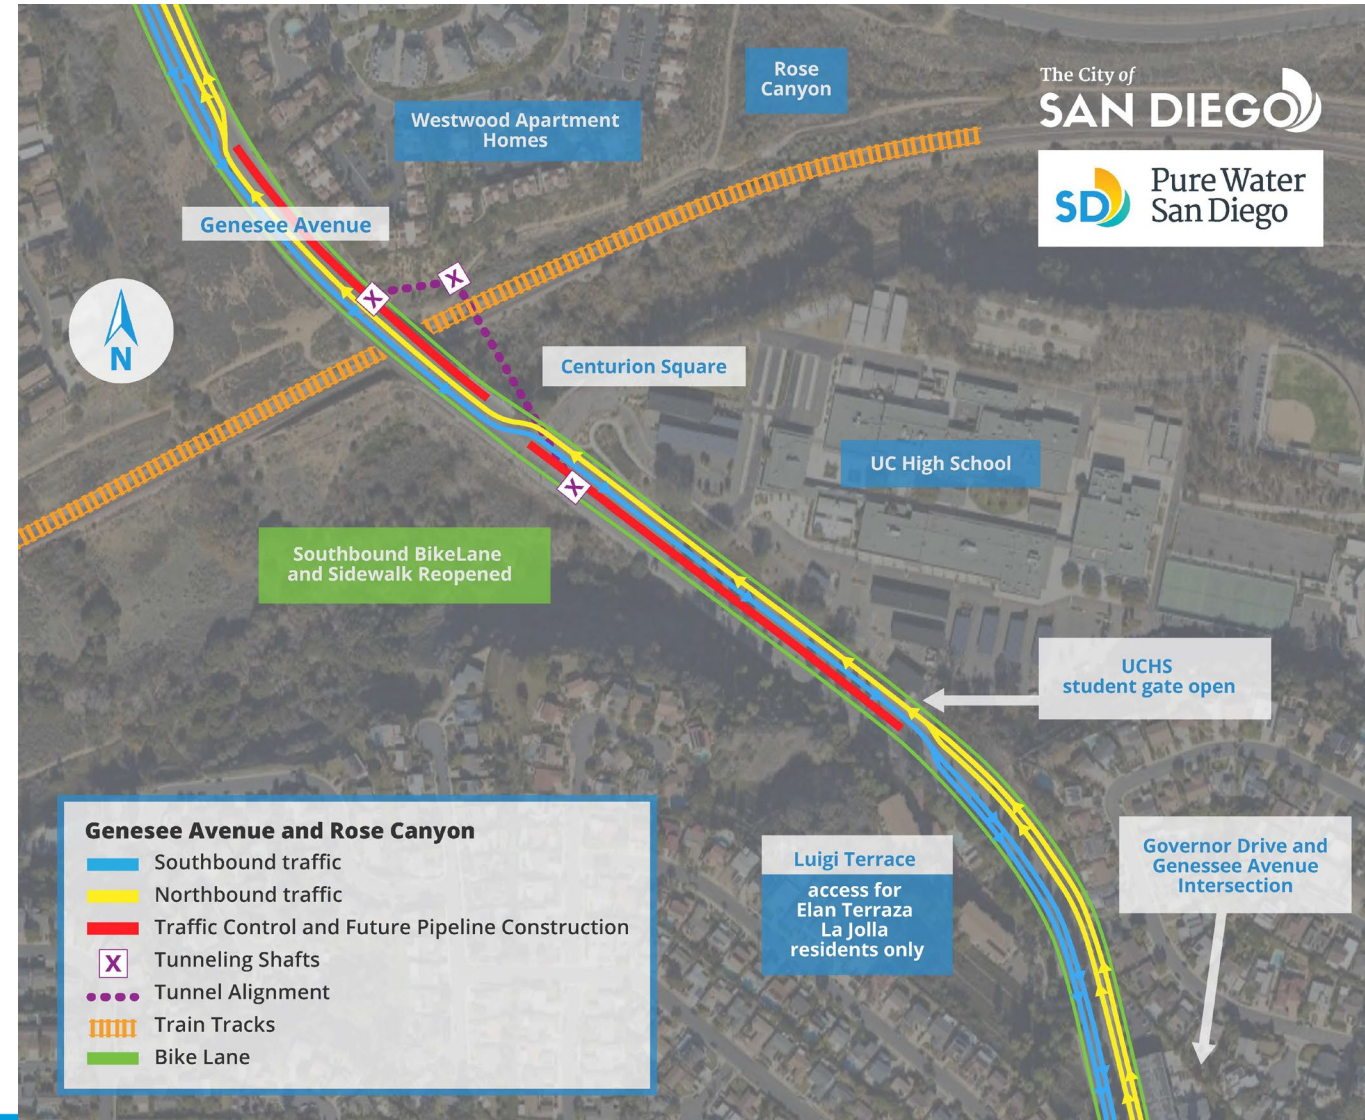 Rose
Canyon
The City of
SAN DIEGO
Westwood Apartment
Homes
SD
Pure Water
San Diego
Genesee Avenue
X
X
N
Centurion Square
UC High School
X
Southbound BikeLane
and Sidewalk Reopened
UCHS
student gate open
Genesee Avenue and Rose Canyon
Southbound traffic
Northbound traffic
Traffic Control and Future Pipeline Construction
X
Tunneling Shafts
Tunnel Alignment
Train Tracks
Bike Lane
Luigi Terrace
access for
Elan Terraza
La Jolla
residents only
Governor Drive and
Genessee Avenue
Intersection